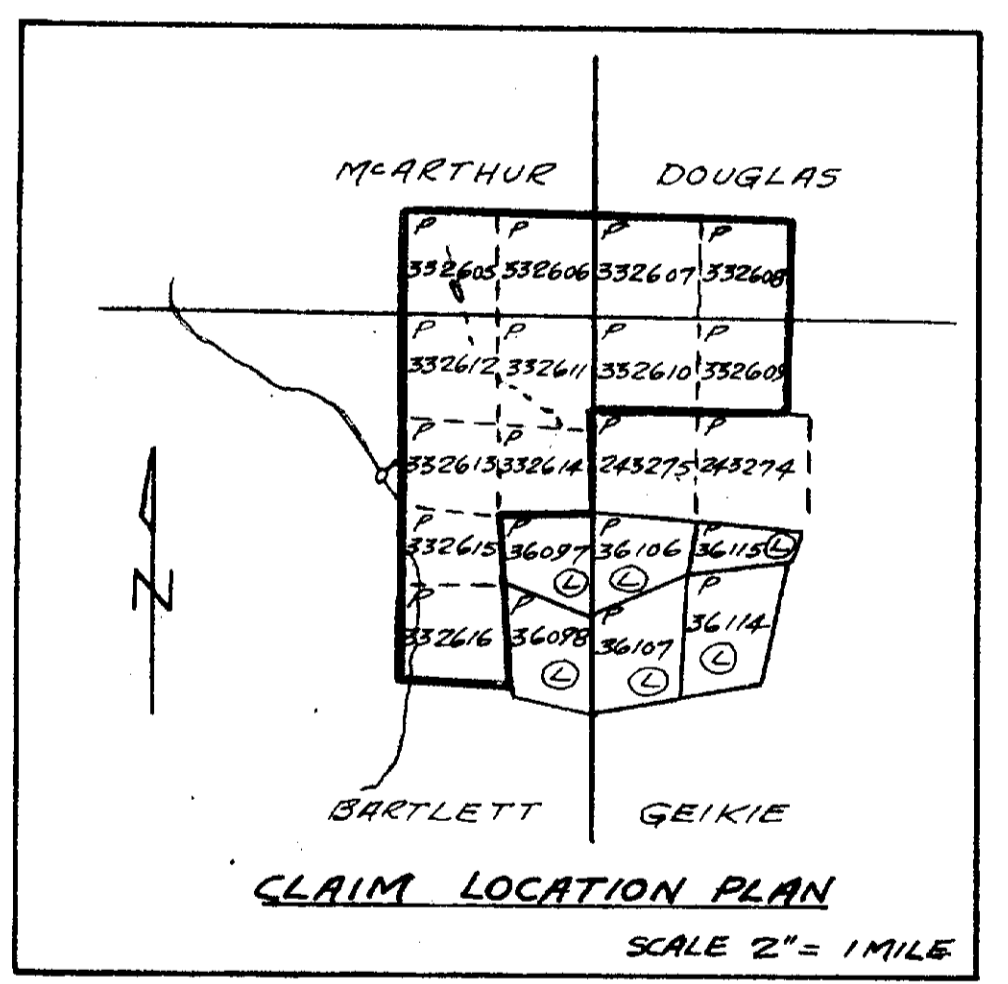 McARTHUR DOUGLAS
P P P P
332605 332606 332607 332608
P P P P
332612 332611 332610 332609
P P P P
332613 332614 243275 243274
P P P P
332615 36097 36106 36115 L
L L
P P P P
332616 36098 36107 36114
L L L
N
BARTLETT GEIKIE
CLAIM LOCATION PLAN
SCALE 2" = 1 MILE